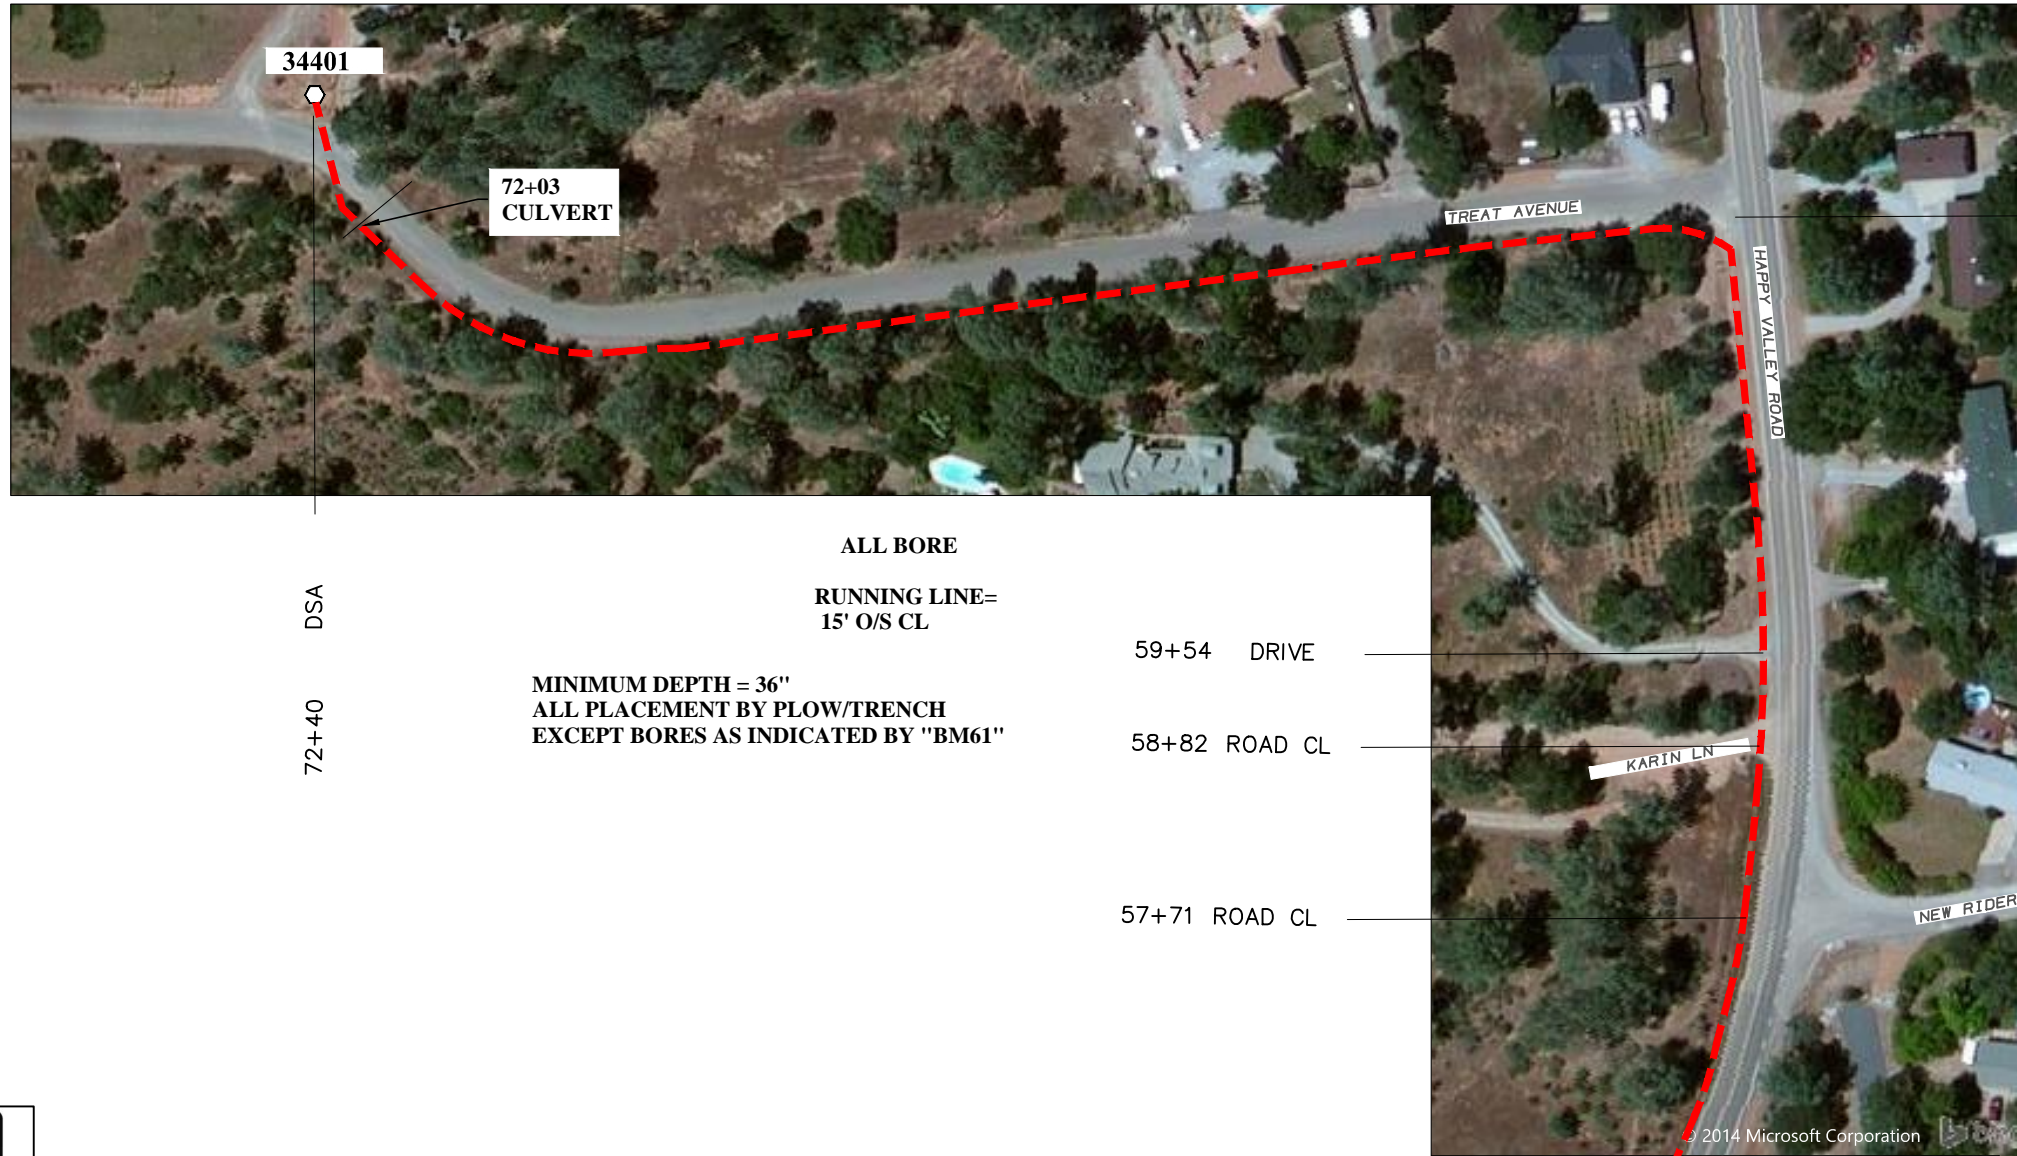 34401
72+03
CULVERT
TREAT AVENUE
HAPPY VALLEY ROAD
ALL BORE
RUNNING LINE=
15' O/S CL
DSA
72+40
MINIMUM DEPTH = 36"
ALL PLACEMENT BY PLOW/TRENCH
EXCEPT BORES AS INDICATED BY "BM61"
59+54 DRIVE
58+82 ROAD CL
KARIN LN
57+71 ROAD CL
NEW RIDER
© 2014 Microsoft Corporation